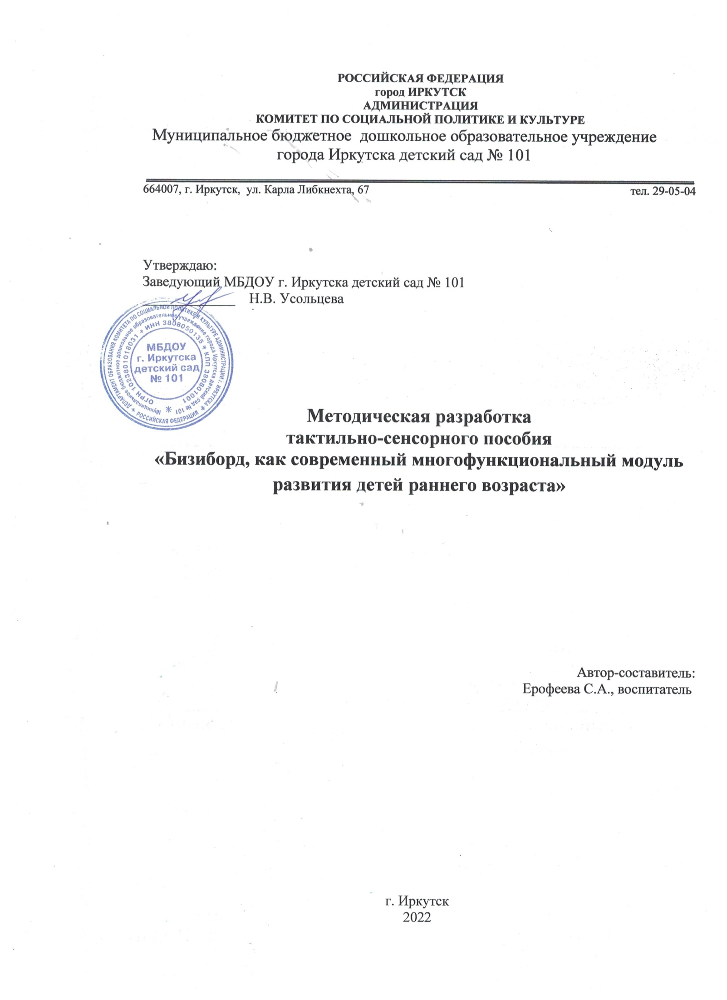 РОССИЙСКАЯ ФЕДЕРАЦИЯ
город ИРКУТСК
АДМИНИСТРАЦИЯ
КОМИТЕТ ПО СОЦИАЛЬНОЙ ПОЛИТИКЕ И КУЛЬТУРЕ
Муниципальное бюджетное дошкольное образовательное учреждение
города Иркутска детский сад № 101
664007, г. Иркутск, ул. Карла Либкнехта, 67 тел. 29-05-04
Утверждаю:
Заведующий МБДОУ г. Иркутска детский сад № 101
Н.В. Усольцева
ДЕПАРТАМЕНТ ОБРАЗОВАНИЯ КОМИТЕТА ПО СОЦИАЛЬНОЙ ПОЛИТИКЕ И КУЛЬТУРЕ АДМИНИСТРАЦИИ г. ИРКУТСКА * РОССИЙСКАЯ ФЕДЕРАЦИЯ *
Муниципальное бюджетное дошкольное образовательное учреждение города Иркутска детский сад № 101
ОГРН 1023801018031 * ИНН 3808050135 * КПП 380801001 *
МБДОУ
г. Иркутска
детский сад
№ 101
Методическая разработка
тактильно-сенсорного пособия
«Бизиборд, как современный многофункциональный модуль
развития детей раннего возраста»
Автор-составитель:
Ерофеева С.А., воспитатель
г. Иркутск
2022